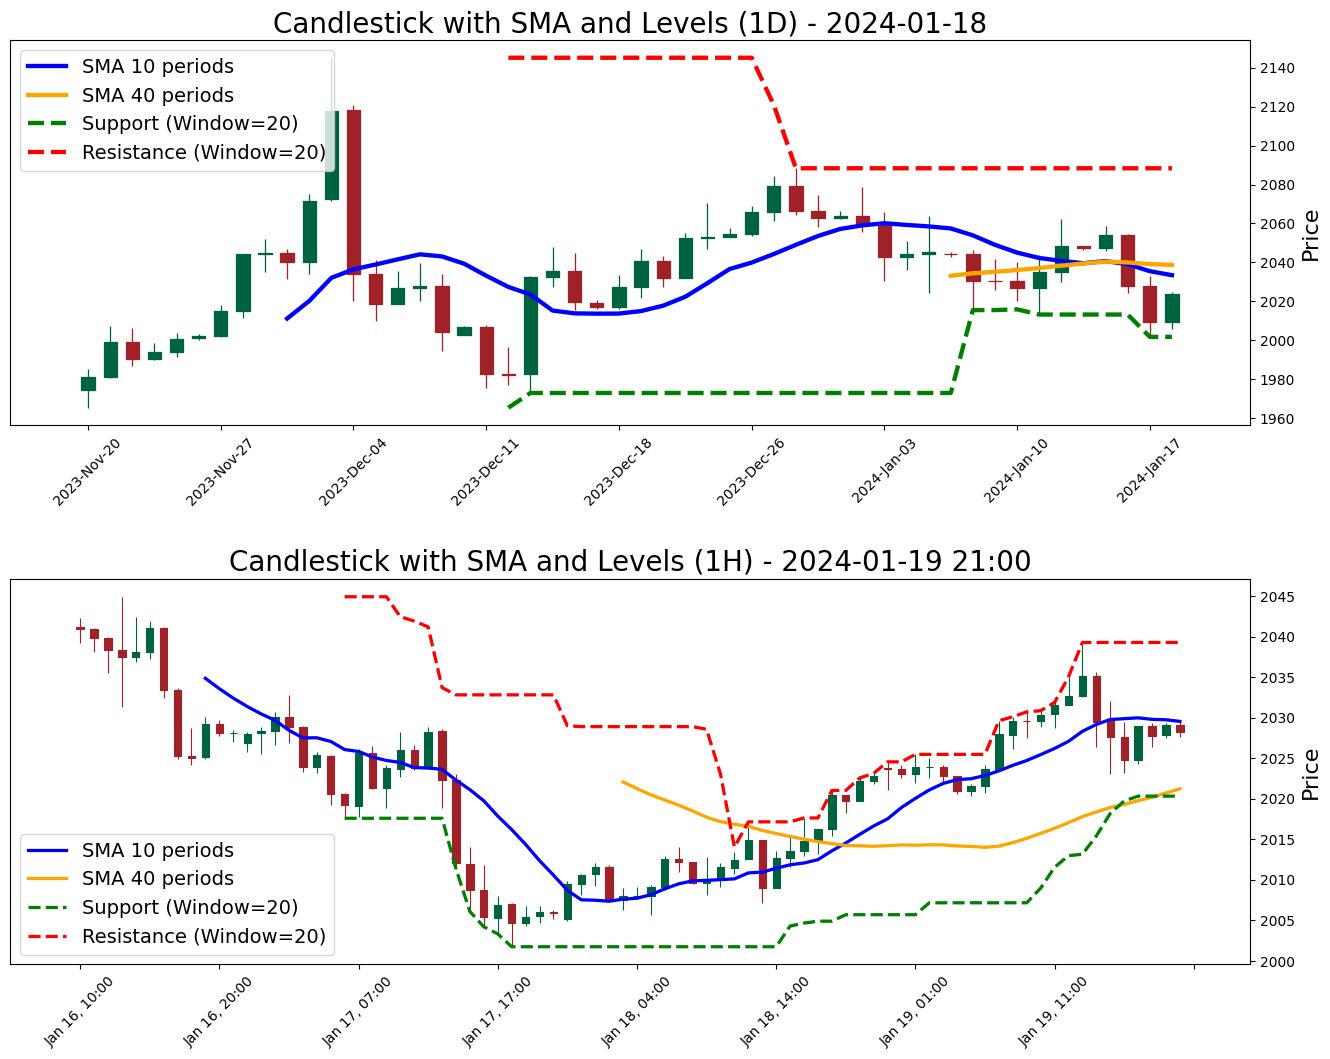 Candlestick with SMA and Levels (1D) - 2024-01-18
SMA 10 periods
SMA 40 periods
Support (Window=20)
Resistance (Window=20)
2140
2120
2100
2080
2060
2040
2020
2000
1980
1960
Price
2023-Nov-20
2023-Nov-27
2023-Dec-04
2023-Dec-11
2023-Dec-18
2023-Dec-26
2024-Jan-03
2024-Jan-10
2024-Jan-17
Candlestick with SMA and Levels (1H) - 2024-01-19 21:00
2045
2040
2035
2030
2025
2020
2015
2010
2005
2000
Price
SMA 10 periods
SMA 40 periods
Support (Window=20)
Resistance (Window=20)
Jan 16, 10:00
Jan 16, 20:00
Jan 17, 07:00
Jan 17, 17:00
Jan 18, 04:00
Jan 18, 14:00
Jan 19, 01:00
Jan 19, 11:00